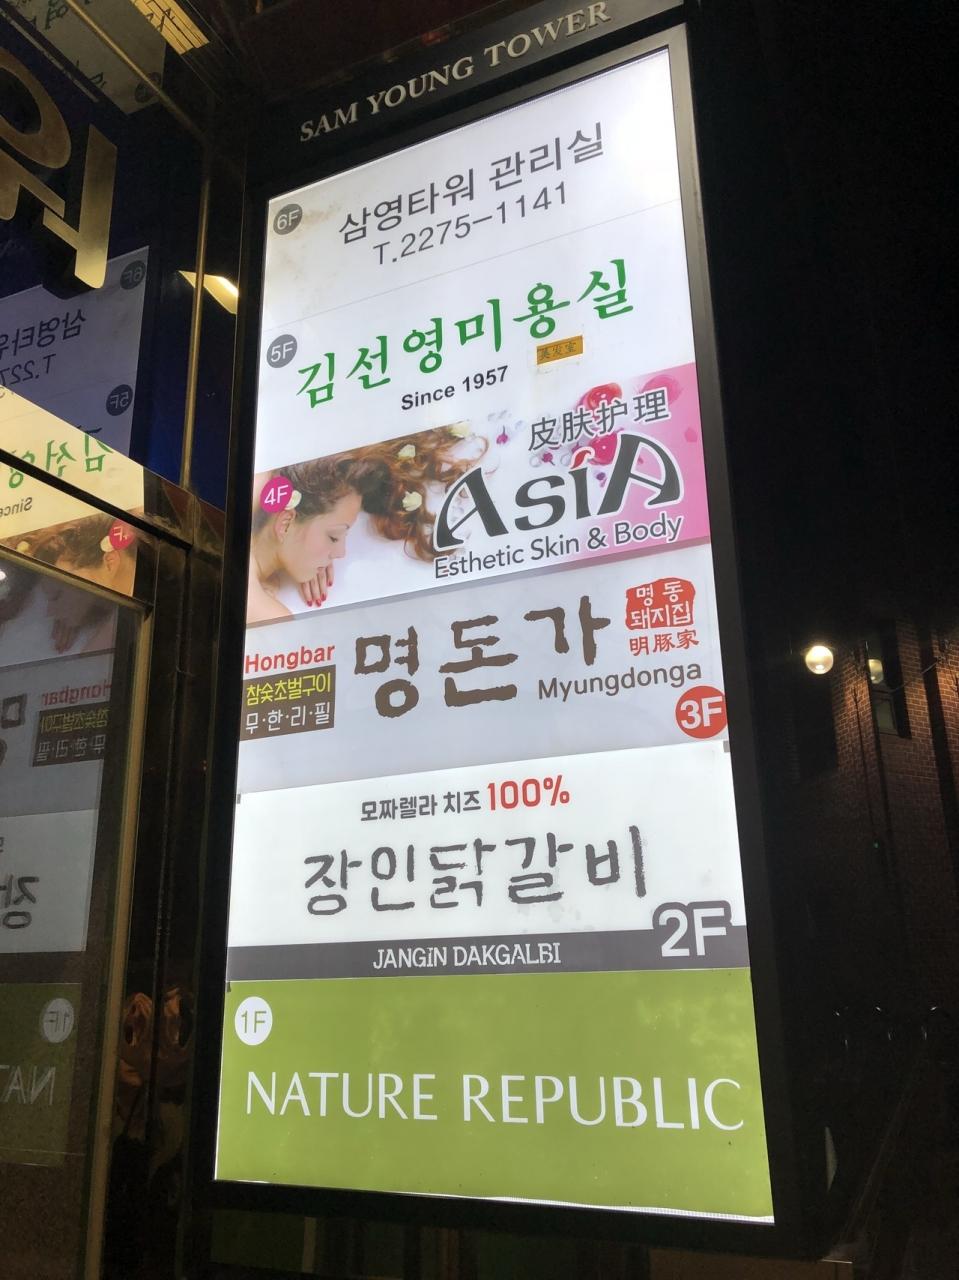 SAM YOUNG TOWER
6F
삼영타워 관리실
T.2275-1141
5F
김선영미용실
美发室
Since 1957
4F
皮肤护理
ASIA
Esthetic Skin & Body
Hongbar
참숯초벌구이
무·한·리·필
명돈가
Myungdonga
명동
돼지집
明豚家
3F
모짜렐라 치즈 100%
장인닭갈비
JANGIN DAKGALBI
2F
1F
NATURE REPUBLIC